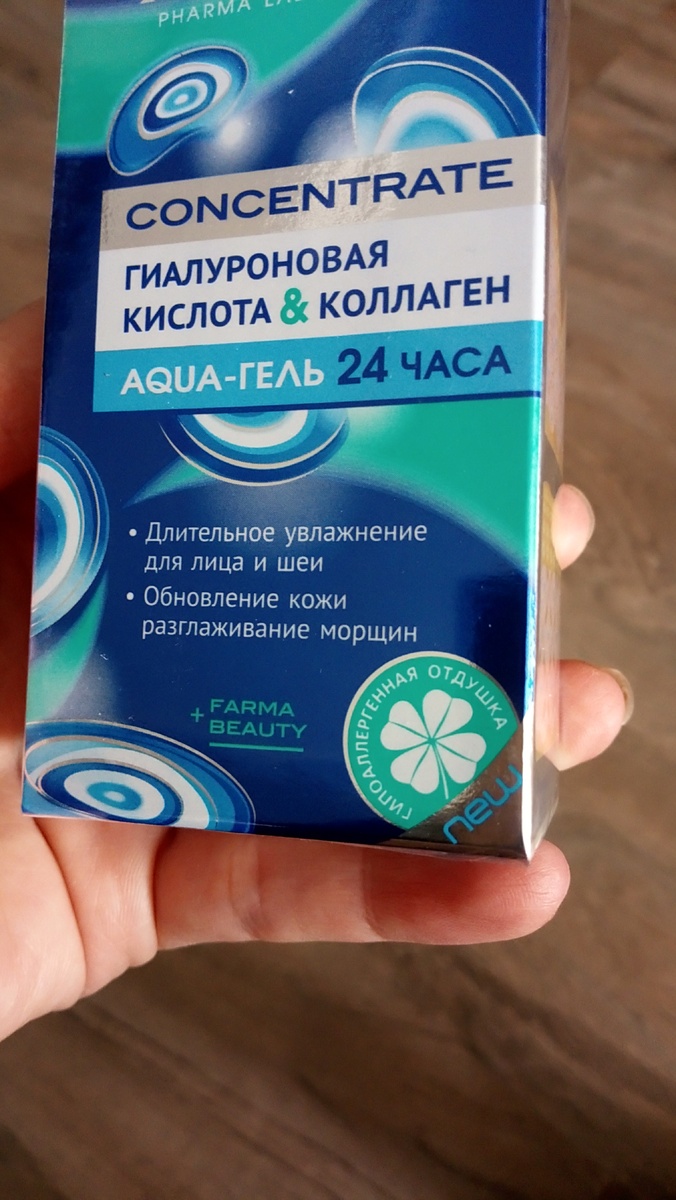 PHARMA
CONCENTRATE
ГИАЛУРОНОВАЯ
КИСЛОТА & КОЛЛАГЕН
AQUA-ГЕЛЬ 24 ЧАСА
• Длительное увлажнение
для лица и шеи
• Обновление кожи
разглаживание морщин
+ FARMA
BEAUTY
ГИПОАЛЛЕРГЕННАЯ ОТДУШКА
new